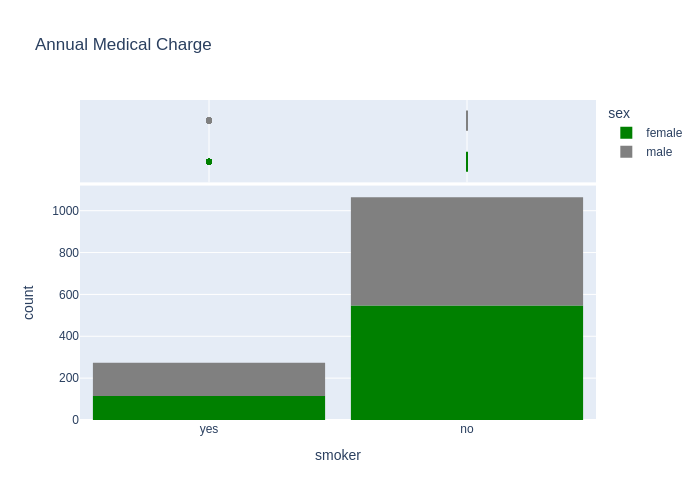 Annual Medical Charge
sex
female
male
1000
800
600
400
200
0
count
yes no
smoker